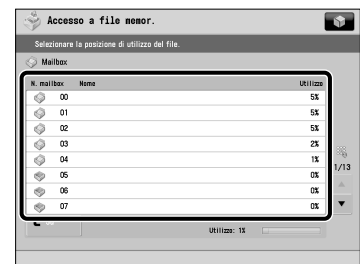 Accesso a file memor.
Selezionare la posizione di utilizzo del file.
Mailbox
N. mailbox Nome Utilizzo
00 5%
01 5%
02 5%
03 2%
04 1%
05 0%
06 0%
07 0%
1/13
Utilizzo: 1%